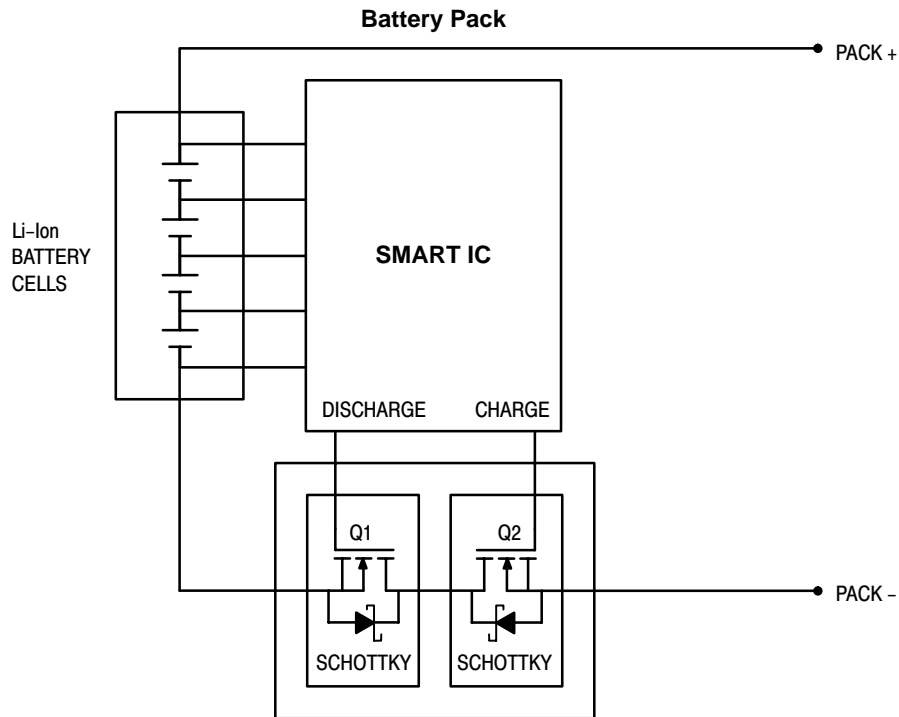 Battery Pack
PACK +
Li–Ion
BATTERY
CELLS
SMART IC
DISCHARGE
CHARGE
Q1
Q2
PACK –
SCHOTTKY
SCHOTTKY